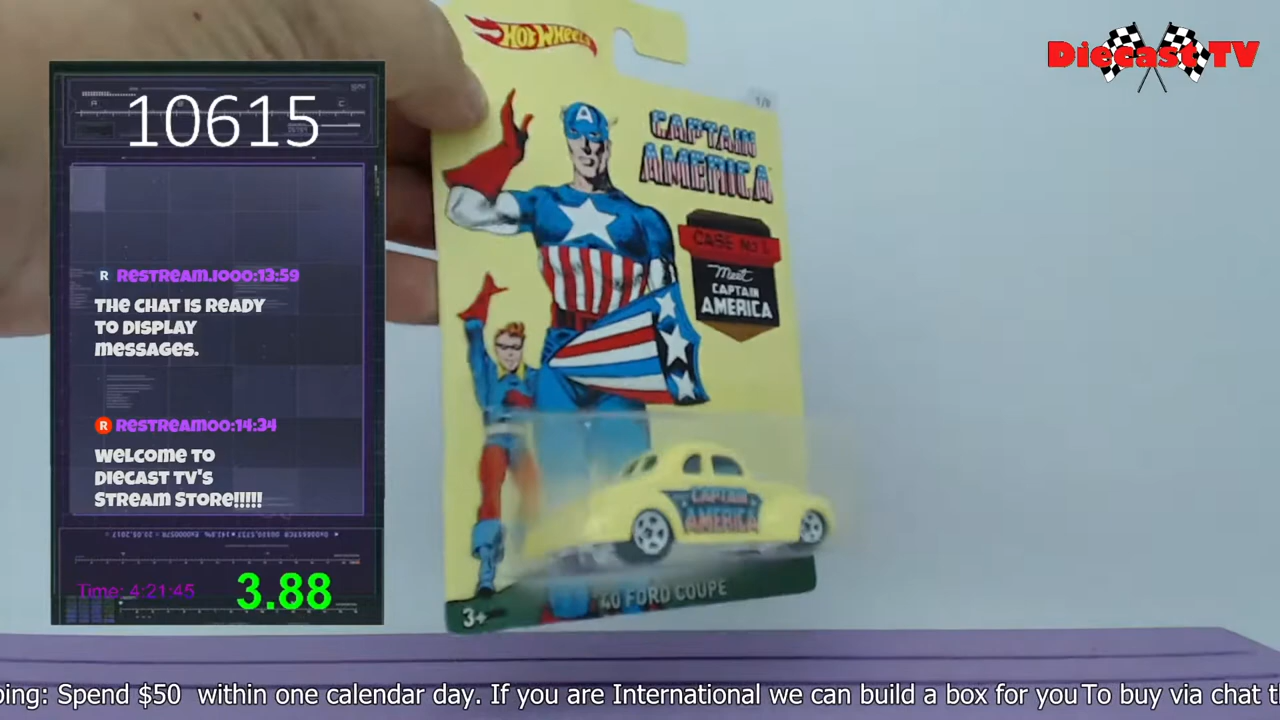 10615
Restream.io00:13:59
THE CHAT IS READY
TO DISPLAY
messages.
Restream00:14:34
Welcome to
Diecast TV's
Stream Store!!!!!
Time: 4:21:45
3.88
HOT WHEELS
CAPTAIN
AMERICA
CASE No 1.
Meet
CAPTAIN
AMERICA
A
CAPTAIN
AMERICA
'40 FORD COUPE
3+
Diecast TV
ping: Spend $50 within one calendar day. If you are International we can build a box for you To buy via chat